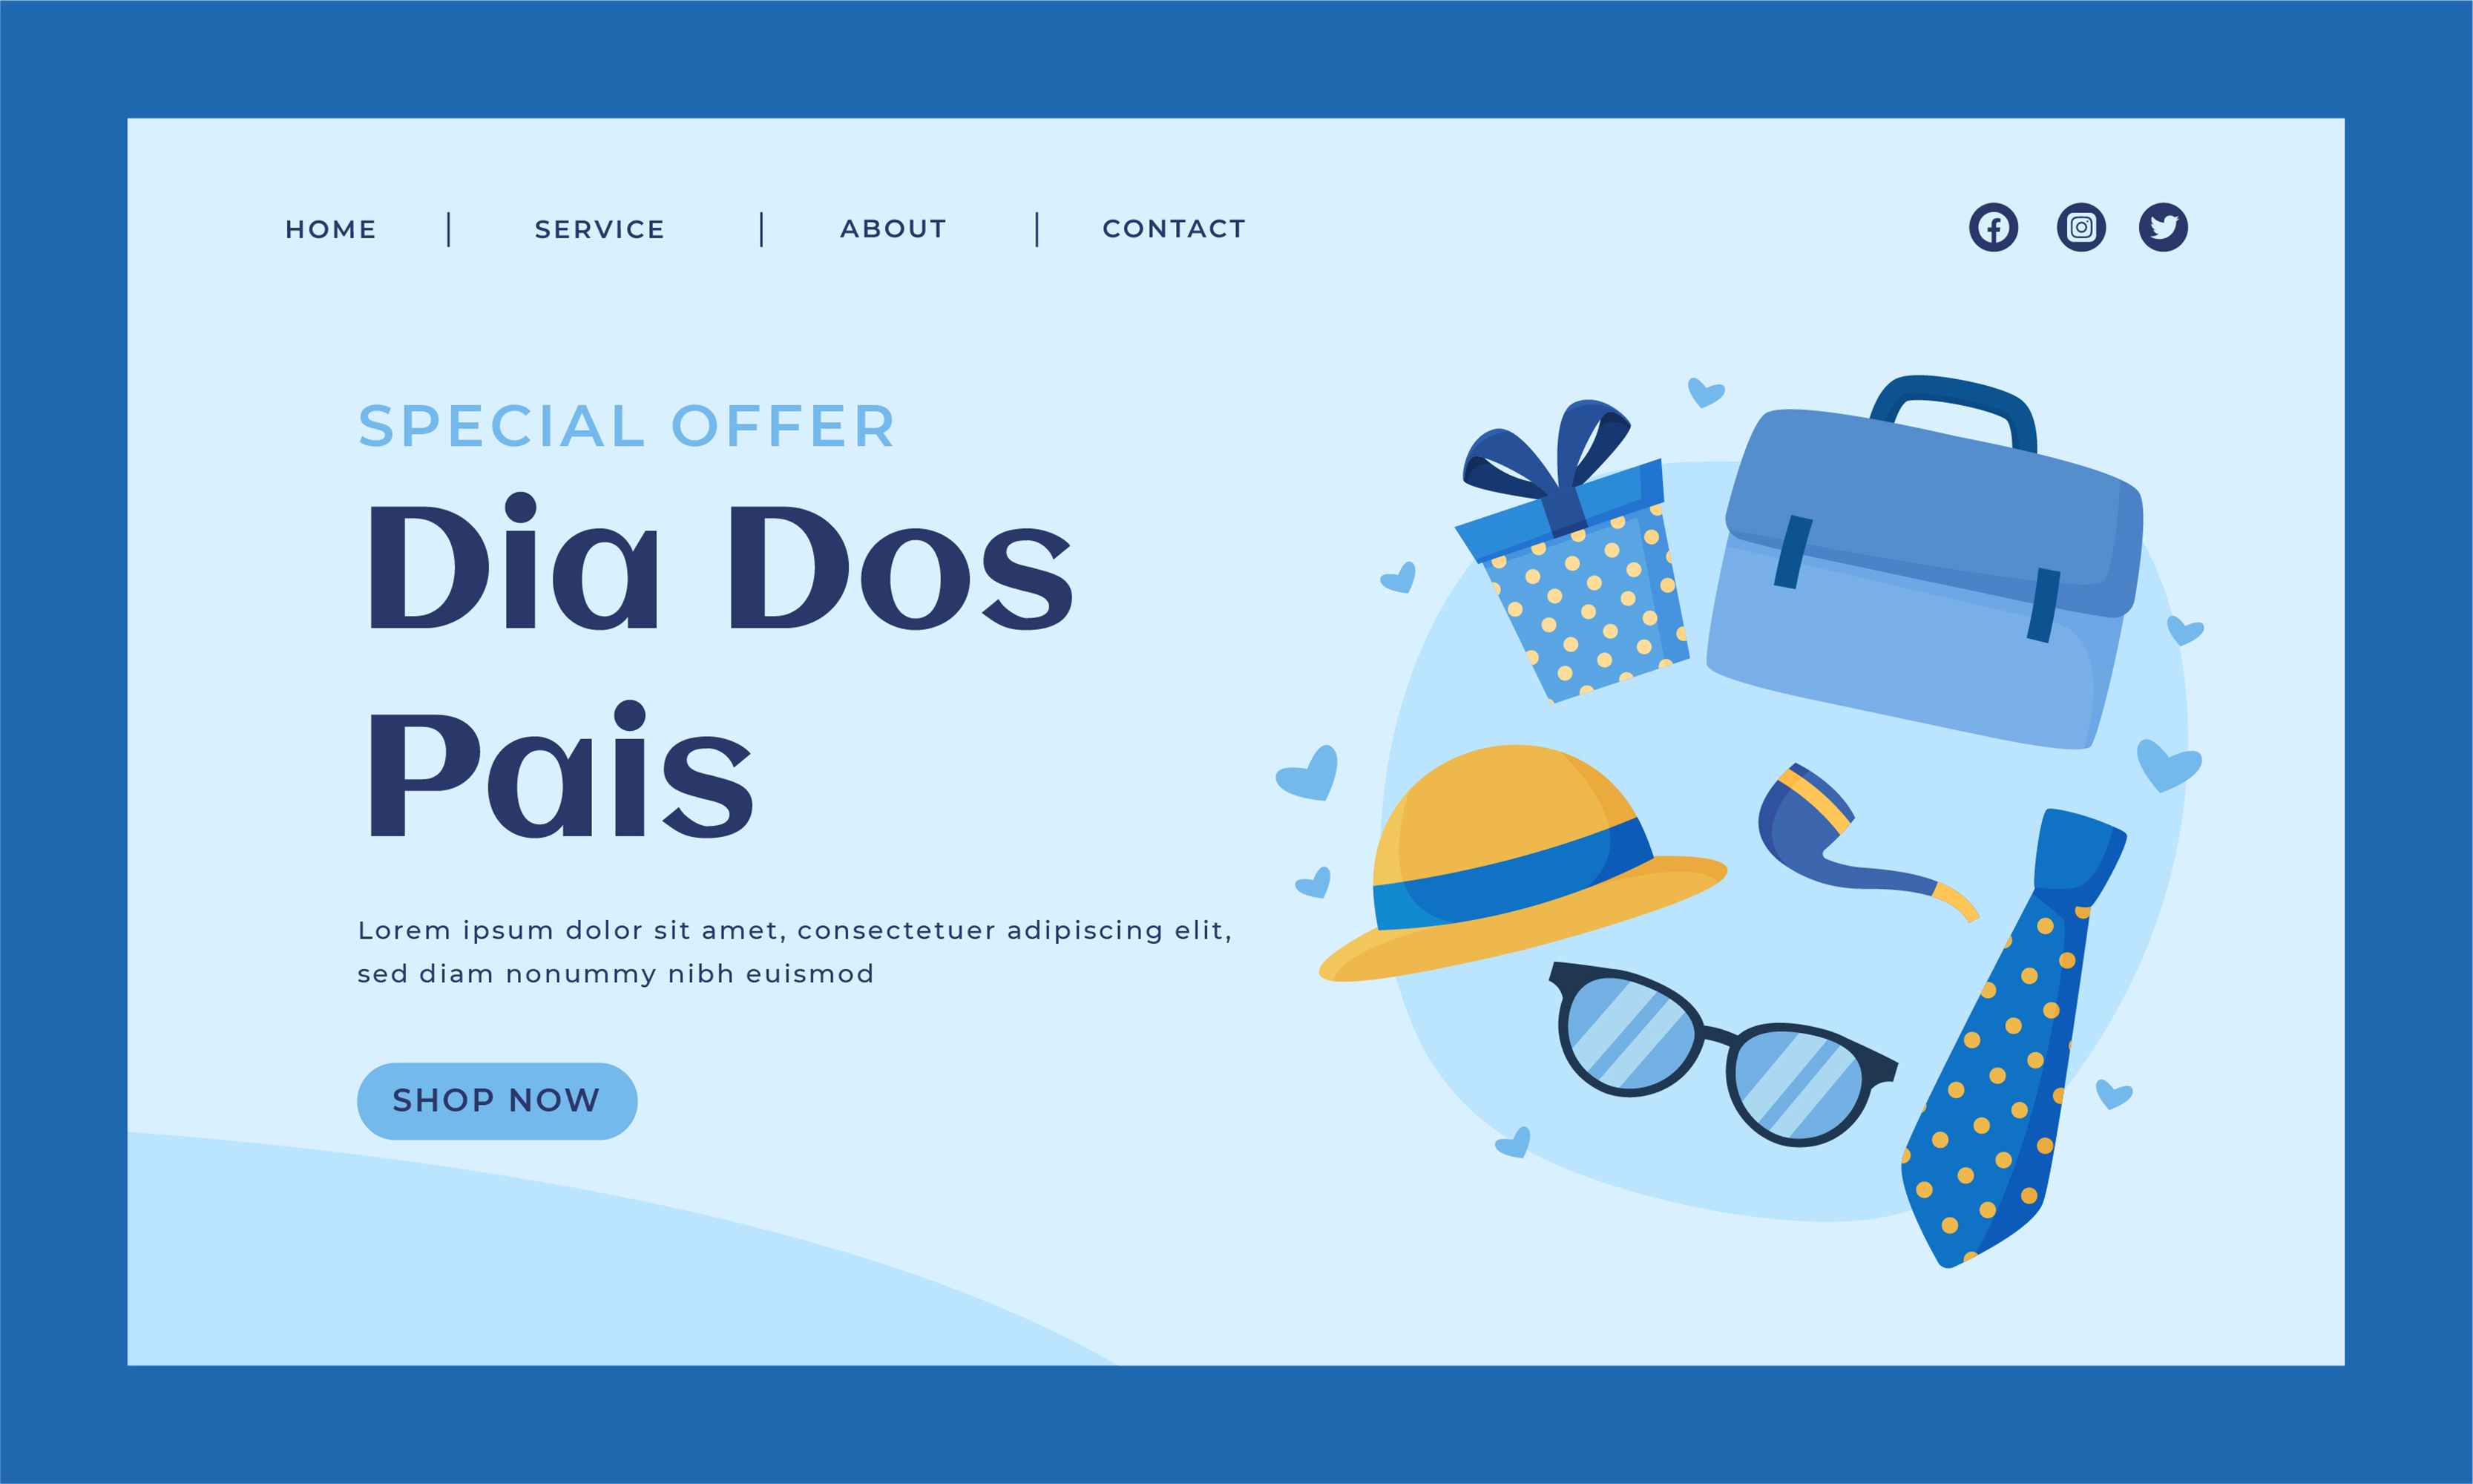 HOME | SERVICE | ABOUT | CONTACT
SPECIAL OFFER
Dia Dos
Pais
Lorem ipsum dolor sit amet, consectetuer adipiscing elit,
sed diam nonummy nibh euismod
SHOP NOW